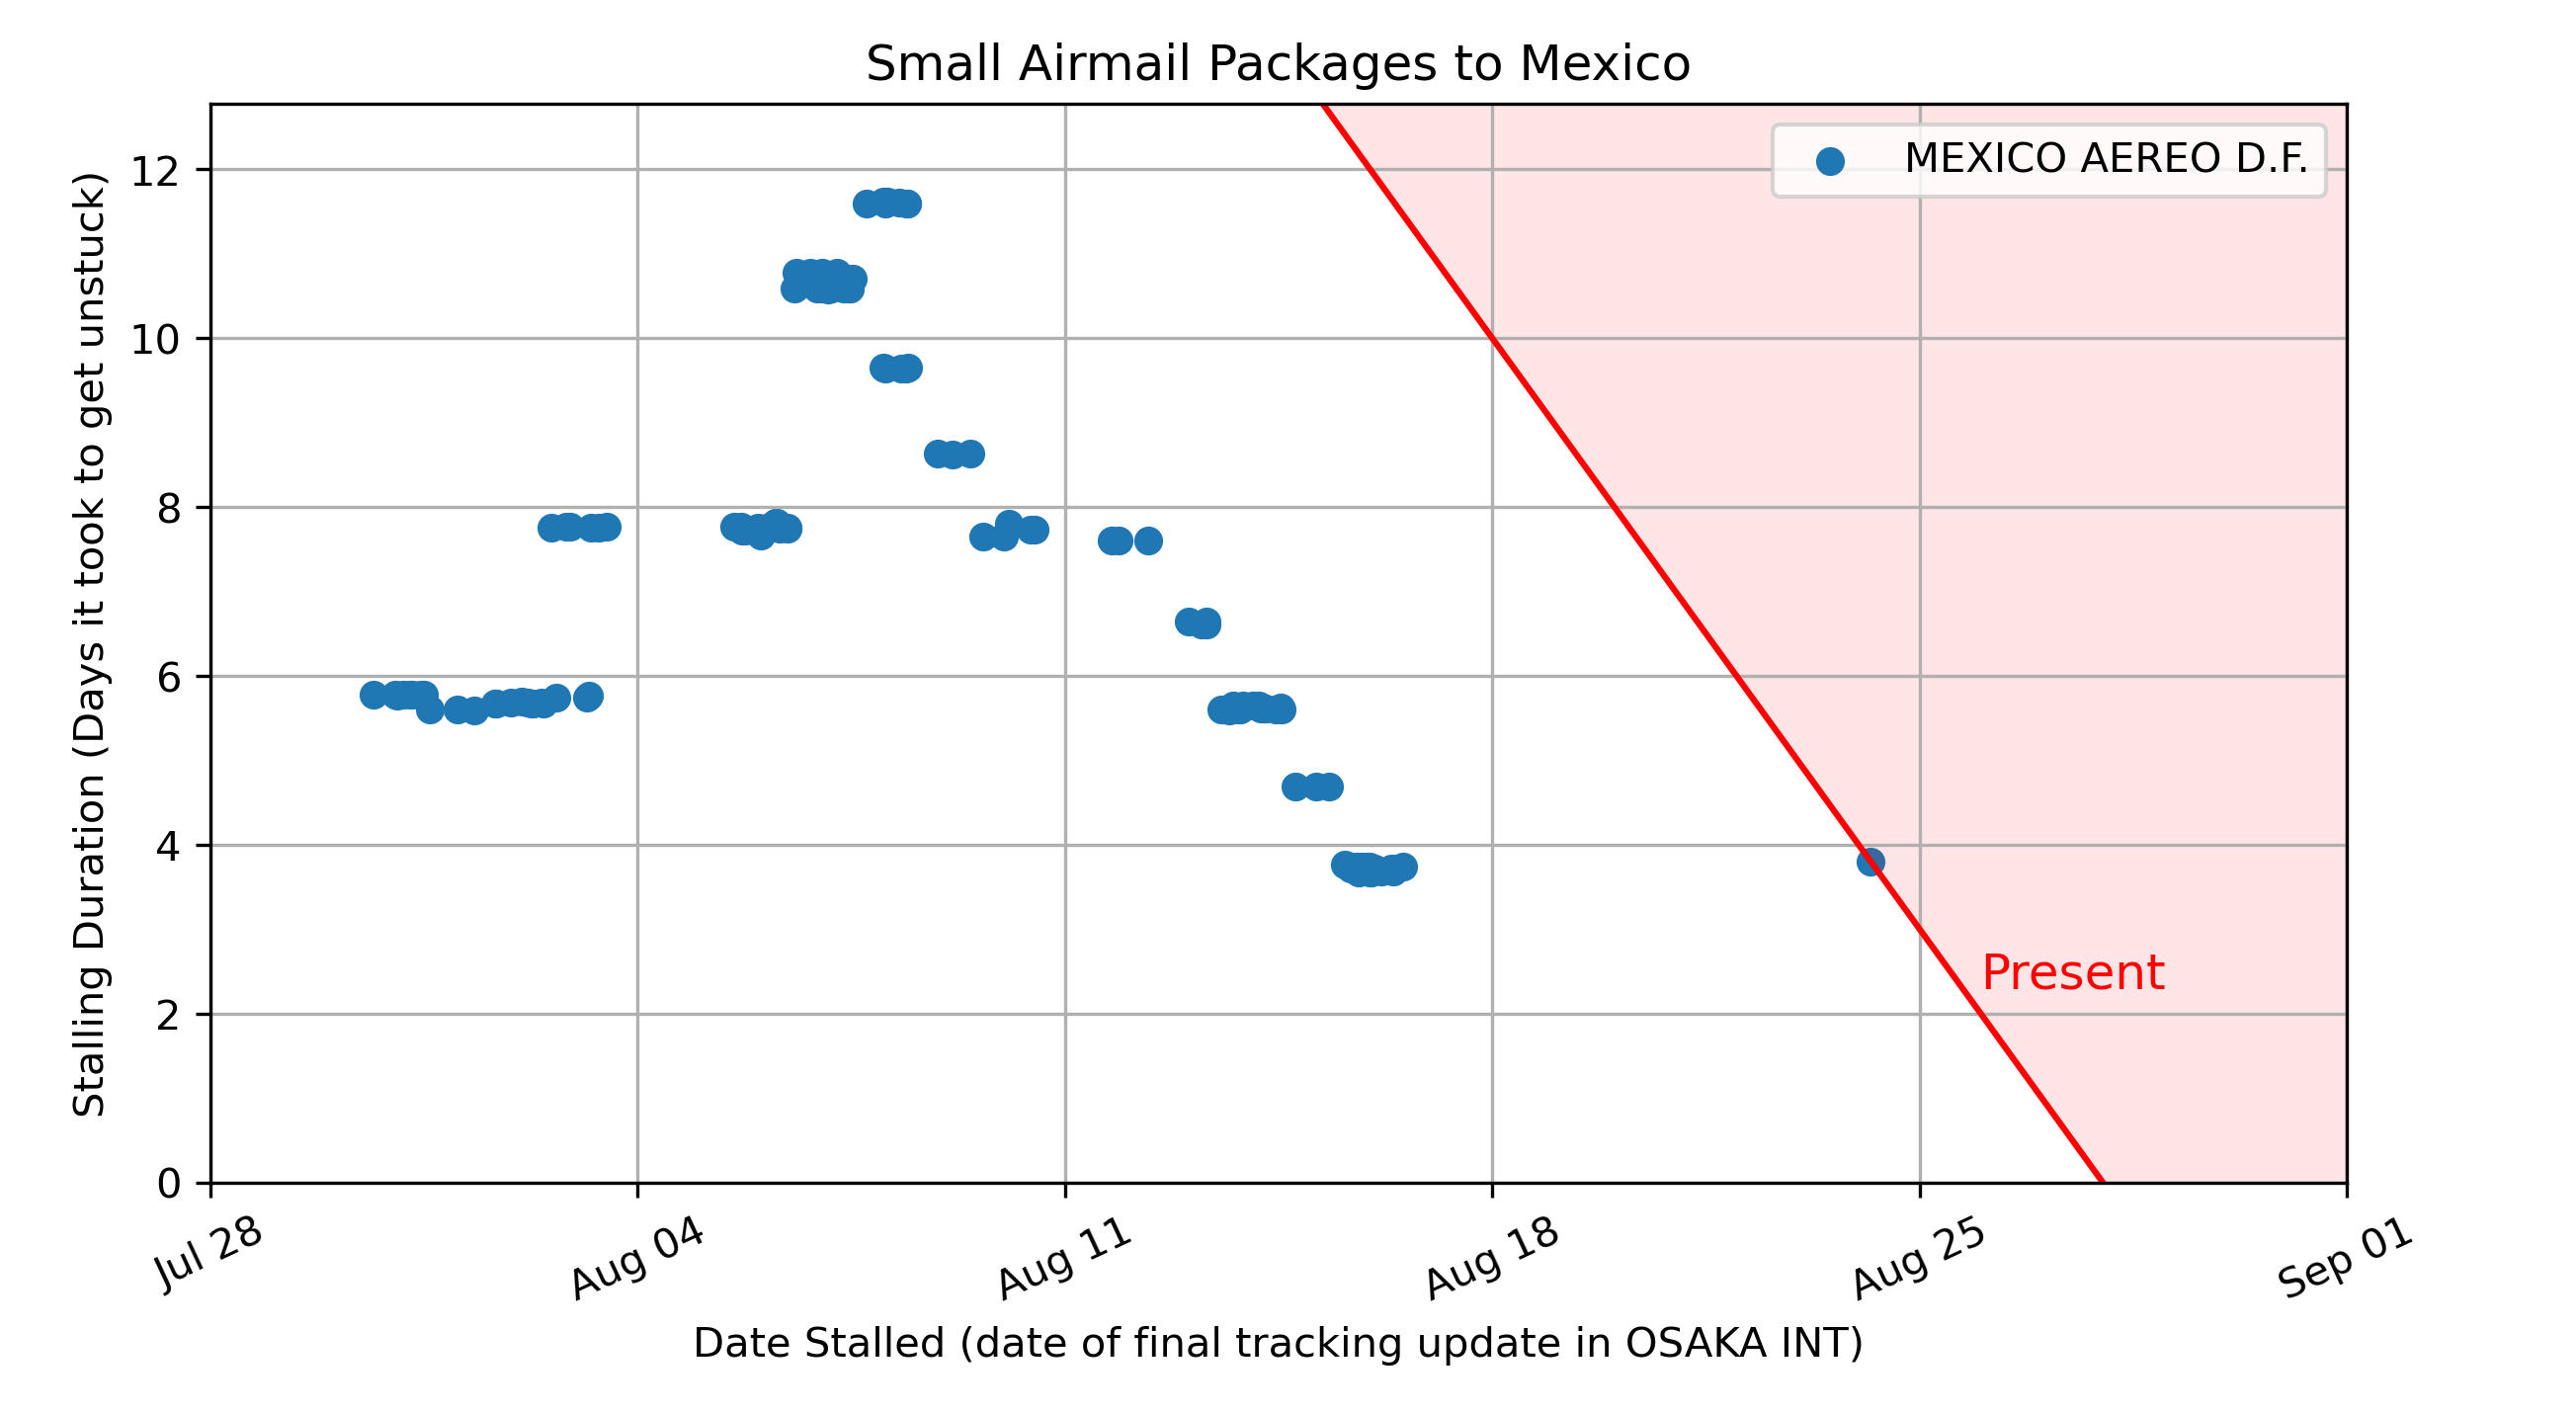 Small Airmail Packages to Mexico
MEXICO AEREO D.F.
Stalling Duration (Days it took to get unstuck)
12
10
8
6
4
2
0
Present
Jul 28
Aug 04
Aug 11
Aug 18
Aug 25
Sep 01
Date Stalled (date of final tracking update in OSAKA INT)